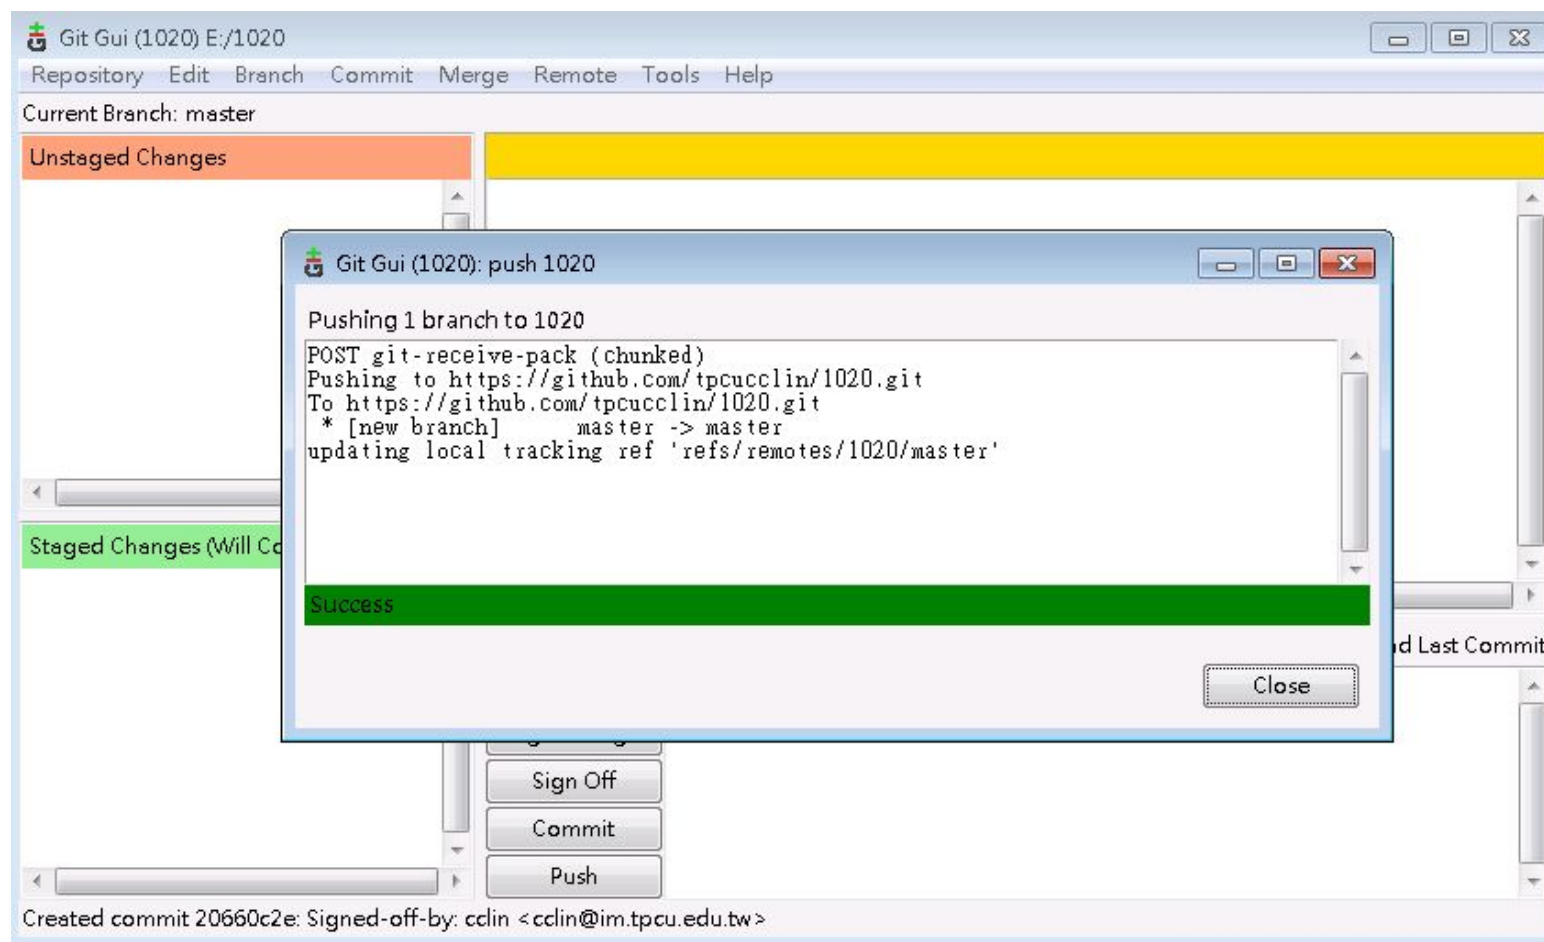 Git Gui (1020) E:/1020
Repository Edit Branch Commit Merge Remote Tools Help
Current Branch: master
Unstaged Changes
Git Gui (1020): push 1020
Pushing 1 branch to 1020
POST git-receive-pack (chunked)
Pushing to https://github.com/tpcucclin/1020.git
To https://github.com/tpcucclin/1020.git
* [new branch] master -> master
updating local tracking ref 'refs/remotes/1020/master'
Staged Changes (Will Co
Success
Last Commit
Close
Sign Off
Commit
Push
Created commit 20660c2e: Signed-off-by: cclin <cclin@im.tpcu.edu.tw>